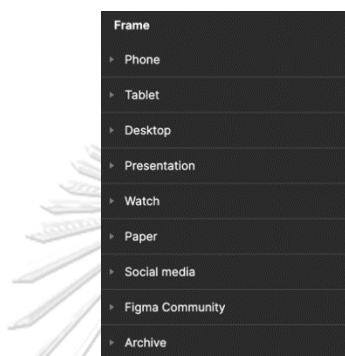 Frame
Phone
Tablet
Desktop
Presentation
Watch
Paper
Social media
Figma Community
Archive